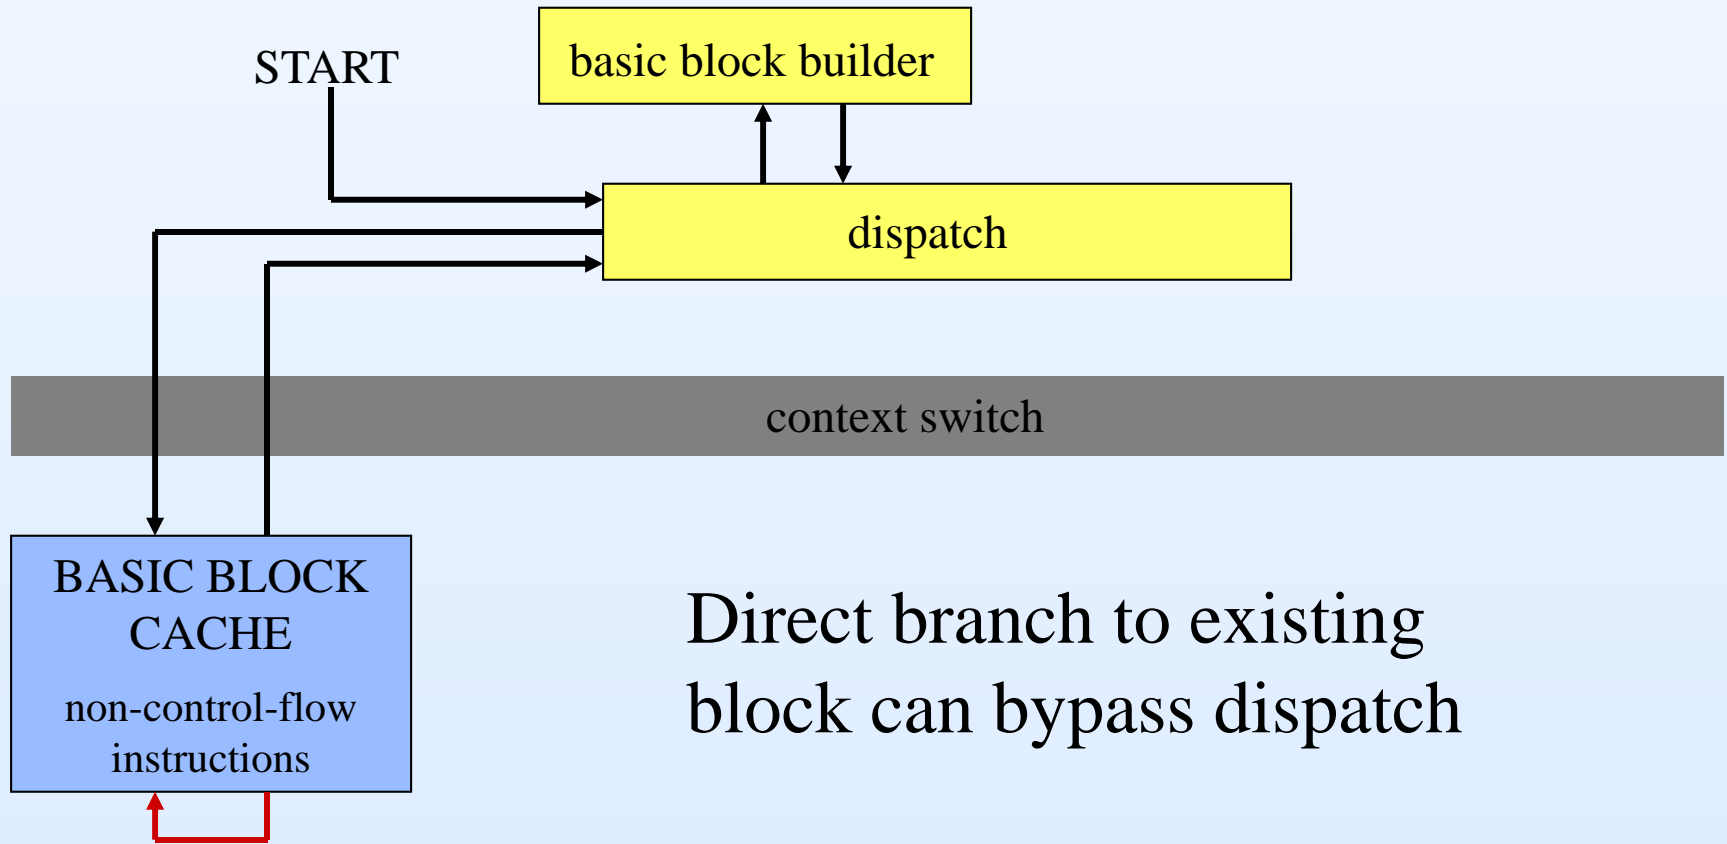 START
basic block builder
dispatch
context switch
BASIC BLOCK
CACHE
non-control-flow
instructions
Direct branch to existing
block can bypass dispatch